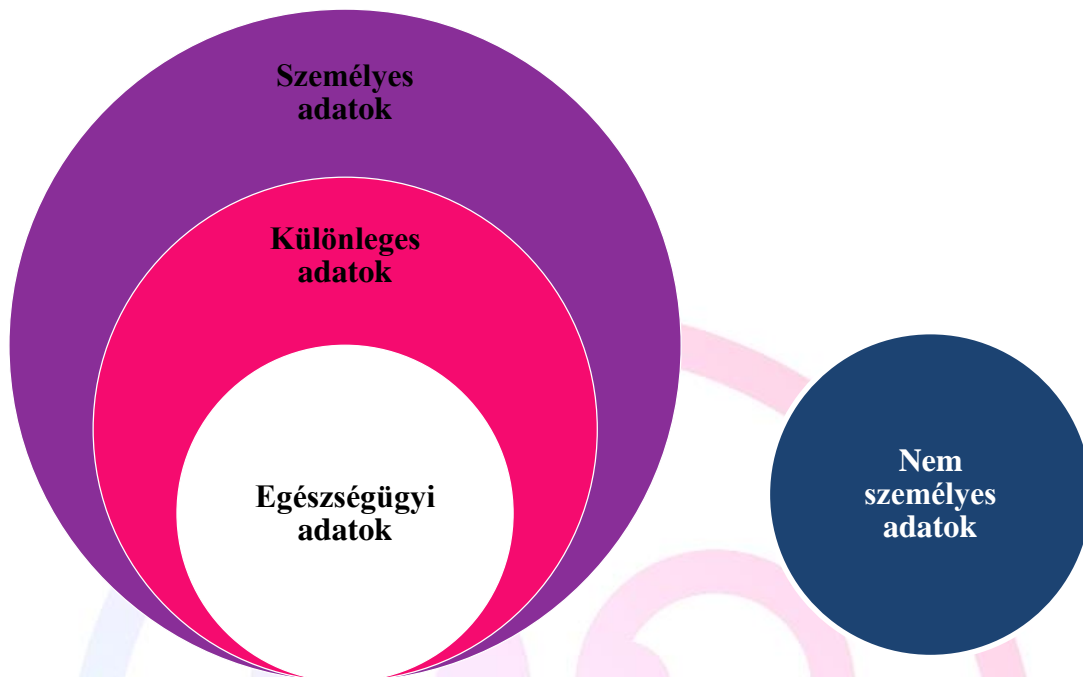 Személyes
adatok
Különleges
adatok
Egészségügyi
adatok
Nem
személyes
adatok